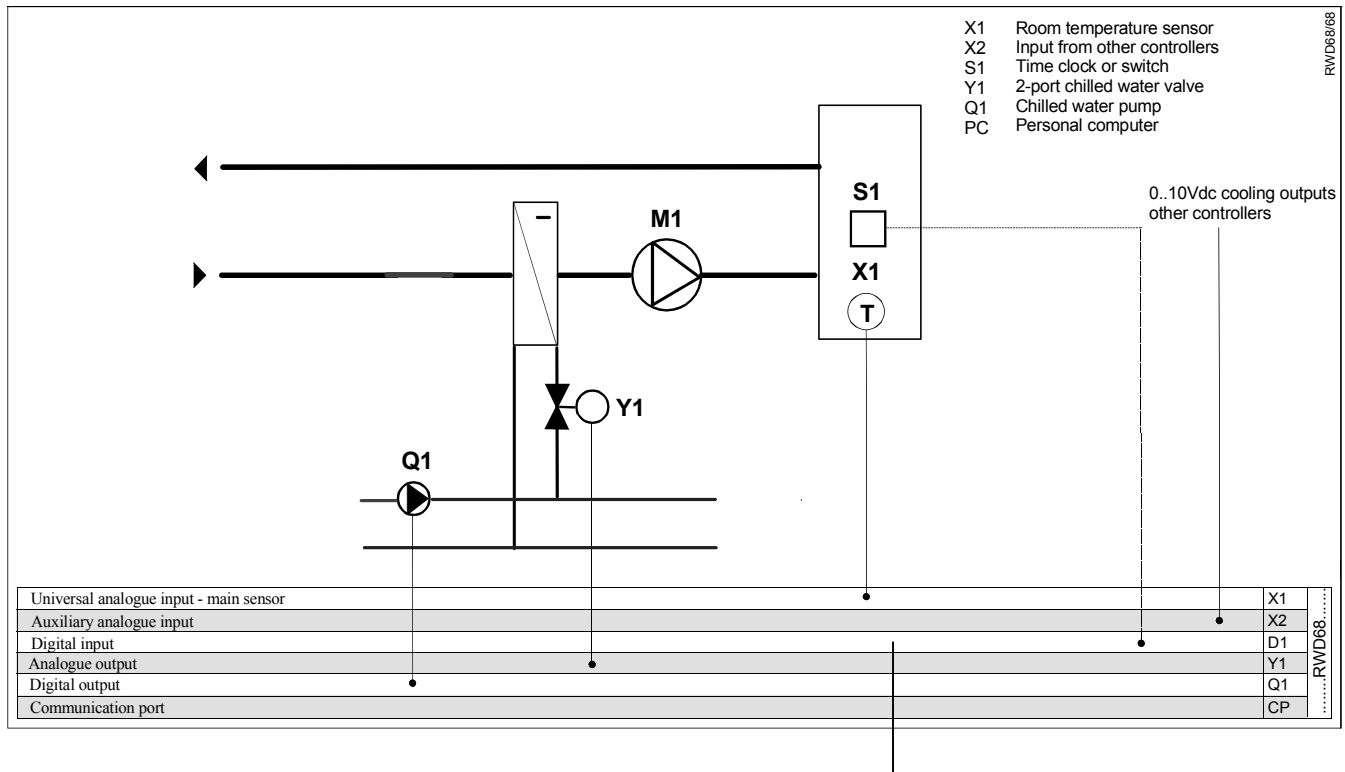 X1 Room temperature sensor
X2 Input from other controllers
S1 Time clock or switch
Y1 2-port chilled water valve
Q1 Chilled water pump
PC Personal computer
RWD68/68
0..10Vdc cooling outputs
other controllers
S1
M1
X1
T
Y1
Q1
Universal analogue input - main sensor X1
Auxiliary analogue input X2
Digital input D1
Analogue output Y1
Digital output Q1
Communication port CP
........RWD68........